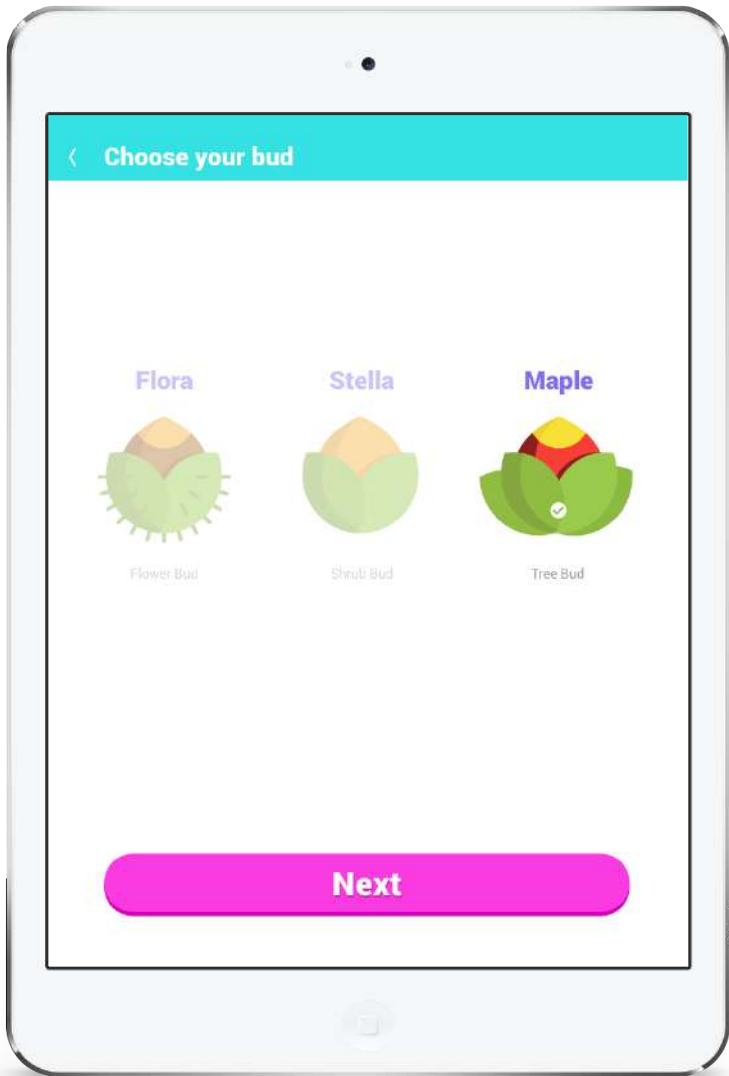 Choose your bud
Flora
Stella
Maple
Flower Bud
Shrub Bud
Tree Bud
Next